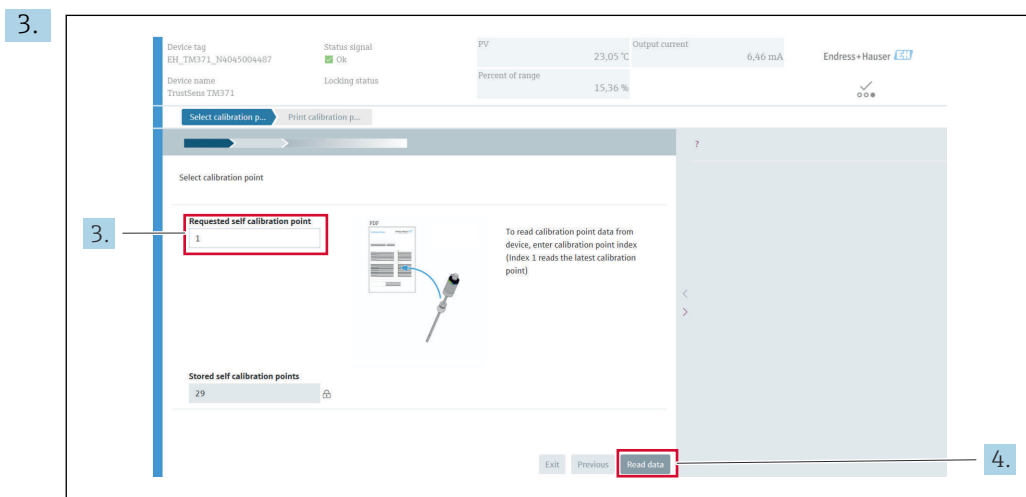 3.
Device tag
EH_TM371_N4045004487
Status signal
Ok
PV
23,05 °C
Output current
6,46 mA
Endress+Hauser
Device name
TrustSens TM371
Locking status
Percent of range
15,36 %
Select calibration p...
Print calibration p...
?
Select calibration point
3.
Requested self calibration point
1
PDF
To read calibration point data from
device, enter calibration point index
(Index 1 reads the latest calibration
point)
<
>
Stored self calibration points
29
Exit
Previous
Read data
4.